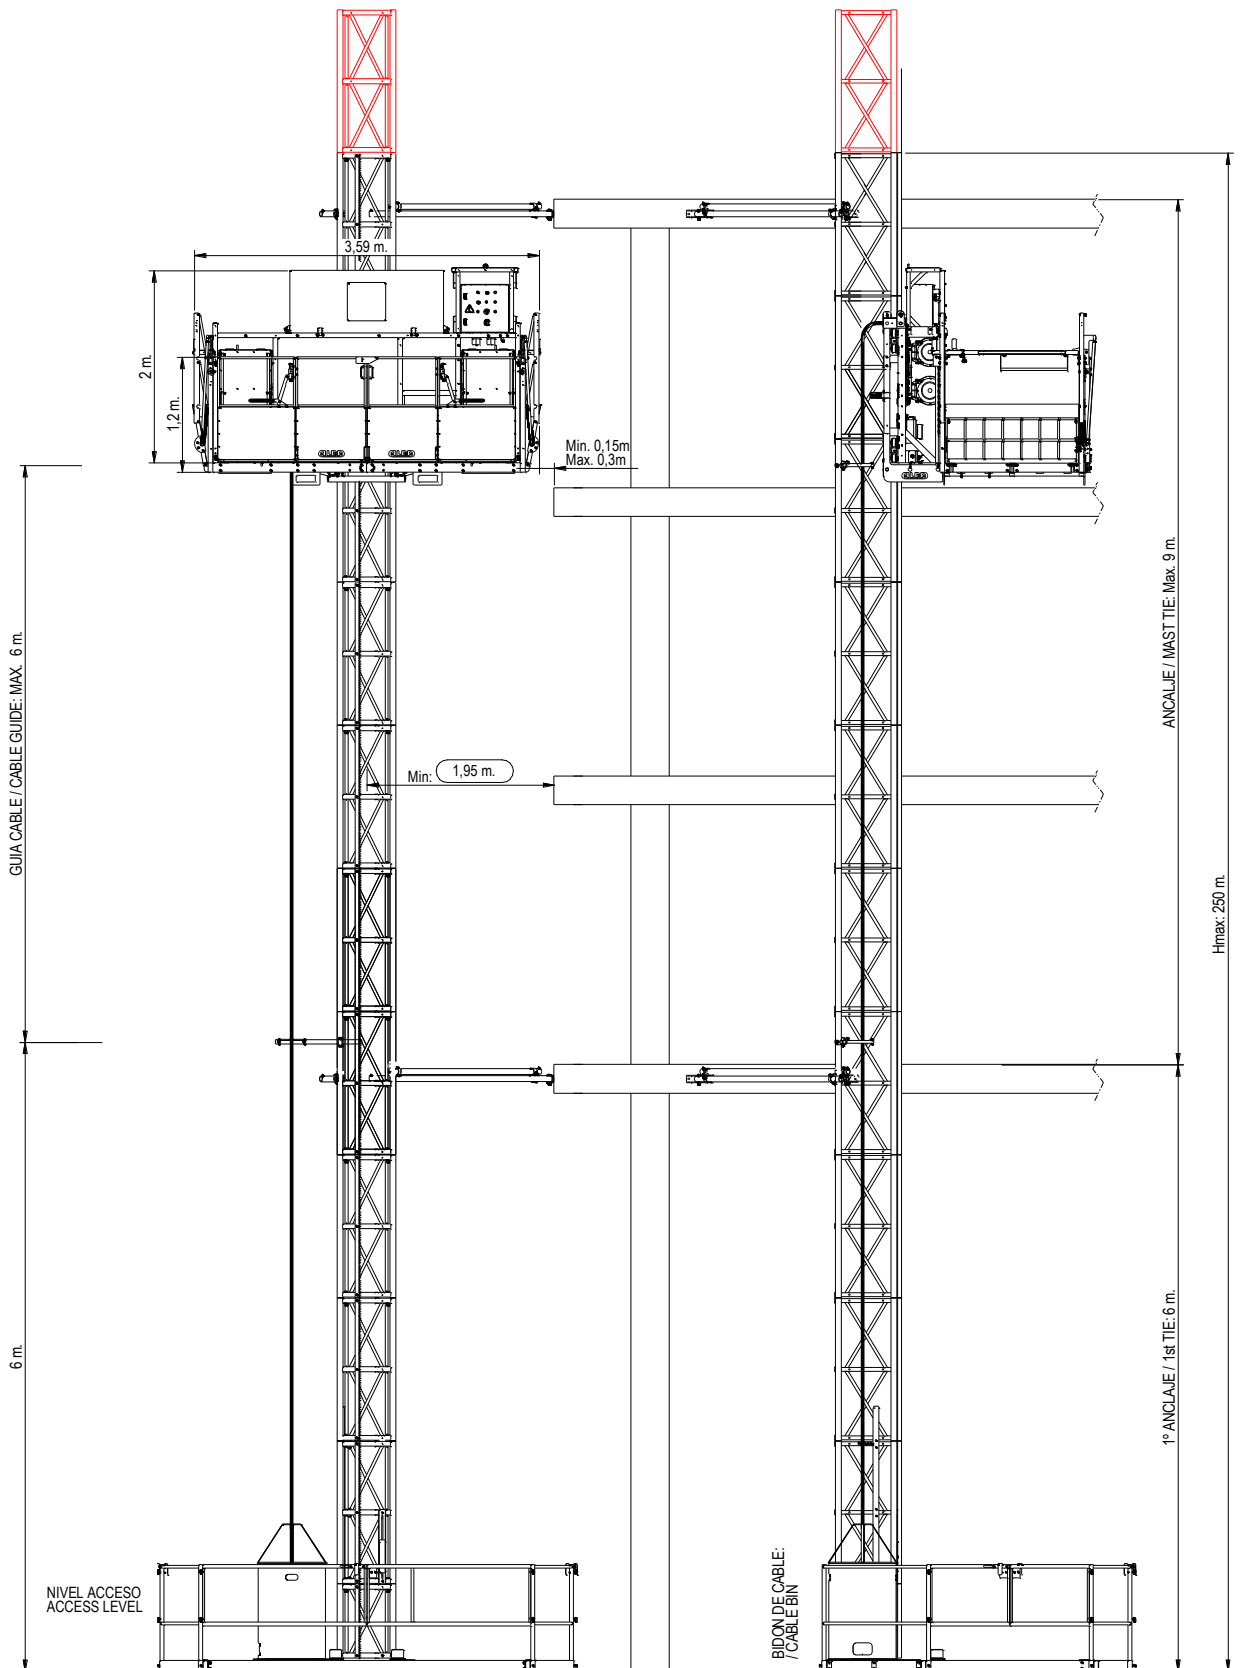 3,59 m.
2 m.
1,2 m.
Min. 0,15m
Max. 0,3m
GUIA CABLE / CABLE GUIDE: MAX. 6 m.
Min: 1,95 m.
ANCALJE / MAST TIE: Max. 9 m.
Hmax: 250 m.
6 m.
1º ANCLAJE / 1st TIE: 6 m.
NIVEL ACCESO
ACCESS LEVEL
BIDON DE CABLE:
/ CABLE BIN